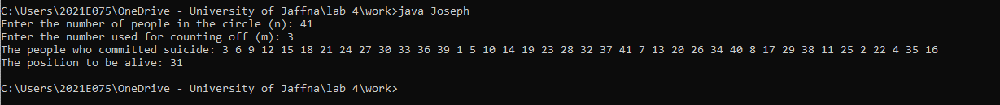 C:\Users\2021E075\OneDrive - University of Jaffna\lab 4\work>java Joseph
Enter the number of people in the circle (n): 41
Enter the number used for counting off (m): 3
The people who committed suicide: 3 6 9 12 15 18 21 24 27 30 33 36 39 1 5 10 14 19 23 28 32 37 41 7 13 20 26 34 40 8 17 29 38 11 25 2 22 4 35 16
The position to be alive: 31
C:\Users\2021E075\OneDrive - University of Jaffna\lab 4\work>